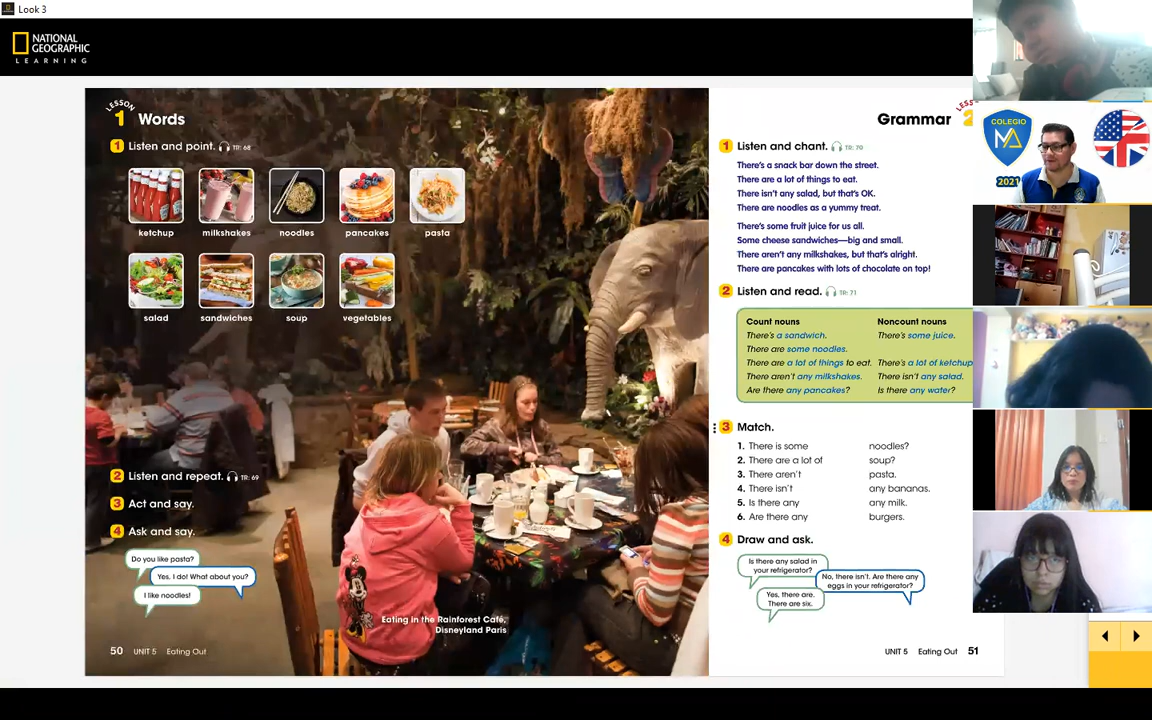 Look 3
NATIONAL
GEOGRAPHIC
LEARNING
LESSON
1 Words
1 Listen and point. TR: 68
ketchup milkshakes noodles pancakes pasta
salad sandwiches soup vegetables
2 Listen and repeat. TR: 69
3 Act and say.
4 Ask and say.
Do you like pasta?
Yes, I do! What about you?
I like noodles!
Eating in the Rainforest Café,
Disneyland Paris
50 UNIT 5 Eating Out
Grammar 2
1 Listen and chant. TR: 70
There's a snack bar down the street.
There are a lot of things to eat.
There isn't any salad, but that's OK.
There are noodles as a yummy treat.
There's some fruit juice for us all.
Some cheese sandwiches—big and small.
There aren't any milkshakes, but that's alright.
There are pancakes with lots of chocolate on top!
2 Listen and read. TR: 71
Count nouns Noncount nouns
There's a sandwich. There's some juice.
There are some noodles.
There are a lot of things to eat. There's a lot of ketchup
There aren't any milkshakes. There isn't any salad.
Are there any pancakes? Is there any water?
3 Match.
1. There is some noodles?
2. There are a lot of soup?
3. There aren't pasta.
4. There isn't any bananas.
5. Is there any any milk.
6. Are there any burgers.
4 Draw and ask.
Is there any salad in
your refrigerator?
No, there isn't. Are there any
eggs in your refrigerator?
Yes, there are.
There are six.
UNIT 5 Eating Out 51
COLEGIO
MA
2021